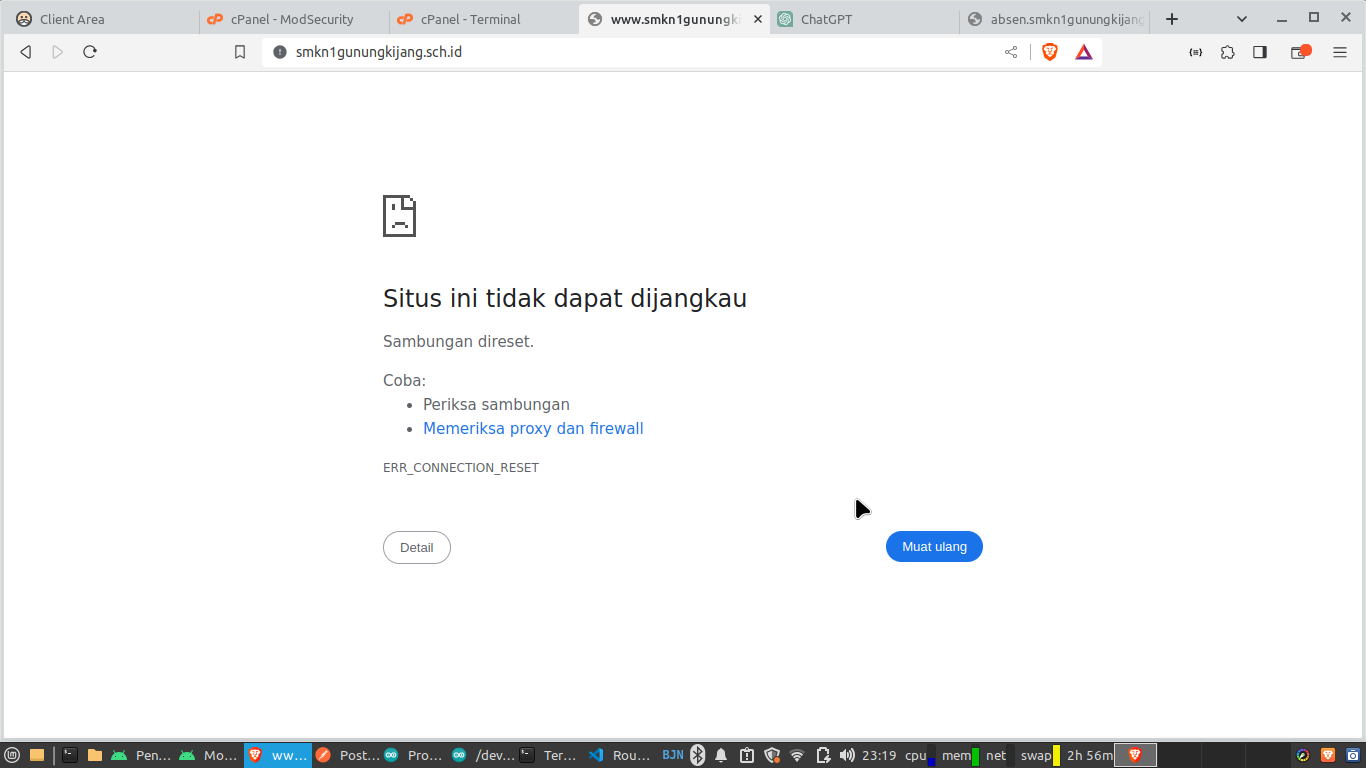 Client Area
cPanel - ModSecurity
cPanel - Terminal
www.smkn1gunungki
ChatGPT
absen.smkn1gunungkijang
smkn1gunungkijang.sch.id
Situs ini tidak dapat dijangkau
Sambungan direset.
Coba:
Periksa sambungan
Memeriksa proxy dan firewall
ERR_CONNECTION_RESET
Detail
Muat ulang
Pen...
Mo...
ww...
Post...
Pro...
/dev...
Ter...
Rou...
BJN
23:19
cpu
mem
net
swap
2h 56m